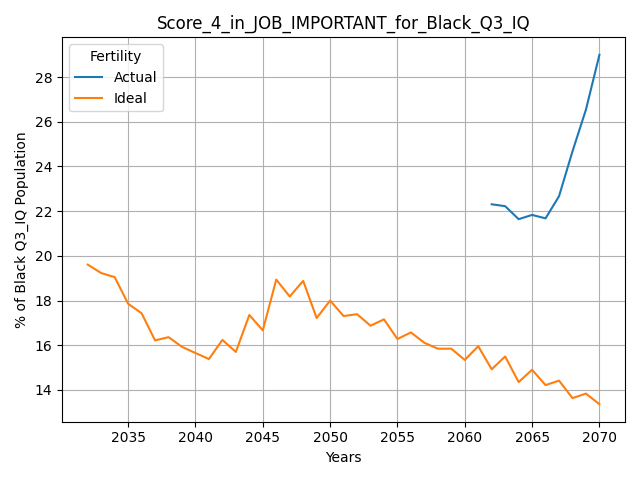 Score_4_in_JOB_IMPORTANT_for_Black_Q3_IQ
Fertility
Actual
Ideal
% of Black Q3_IQ Population
28
26
24
22
20
18
16
14
2035 2040 2045 2050 2055 2060 2065 2070
Years